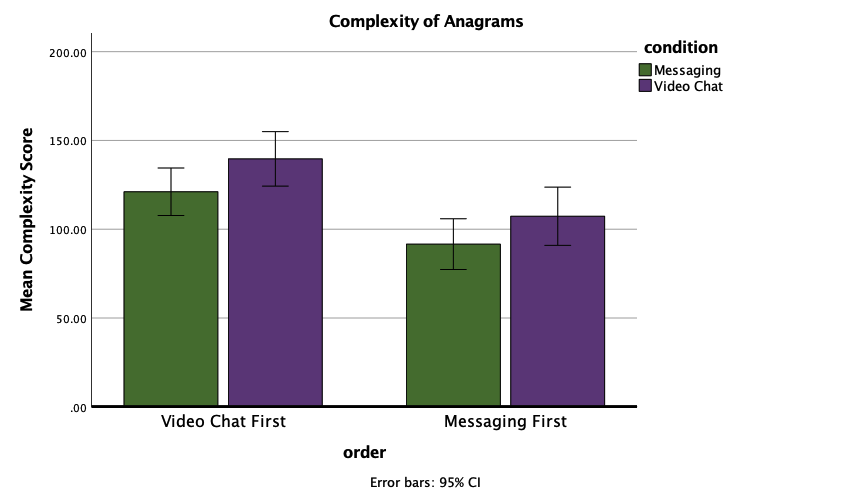 Complexity of Anagrams
condition
Messaging
Video Chat
Mean Complexity Score
200.00
150.00
100.00
50.00
.00
Video Chat First
Messaging First
order
Error bars: 95% CI